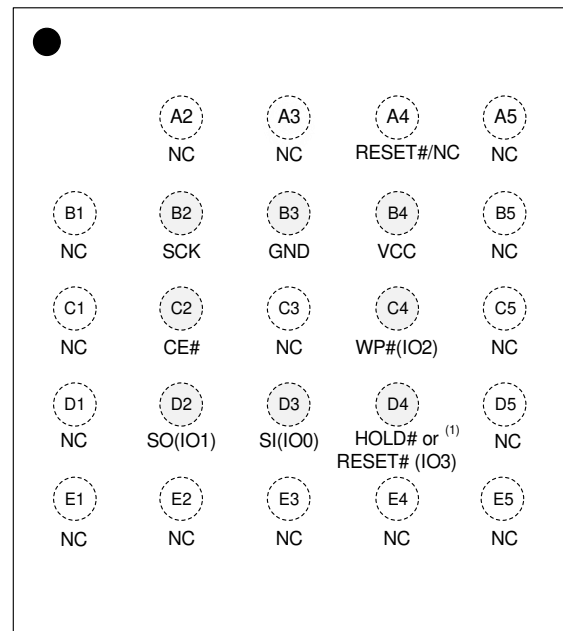 A2 A3 A4 A5
NC NC RESET#/NC NC
B1 B2 B3 B4 B5
NC SCK GND VCC NC
C1 C2 C3 C4 C5
NC CE# NC WP#(IO2) NC
D1 D2 D3 D4 D5
NC SO(IO1) SI(IO0) HOLD# or (1) NC
RESET# (IO3)
E1 E2 E3 E4 E5
NC NC NC NC NC